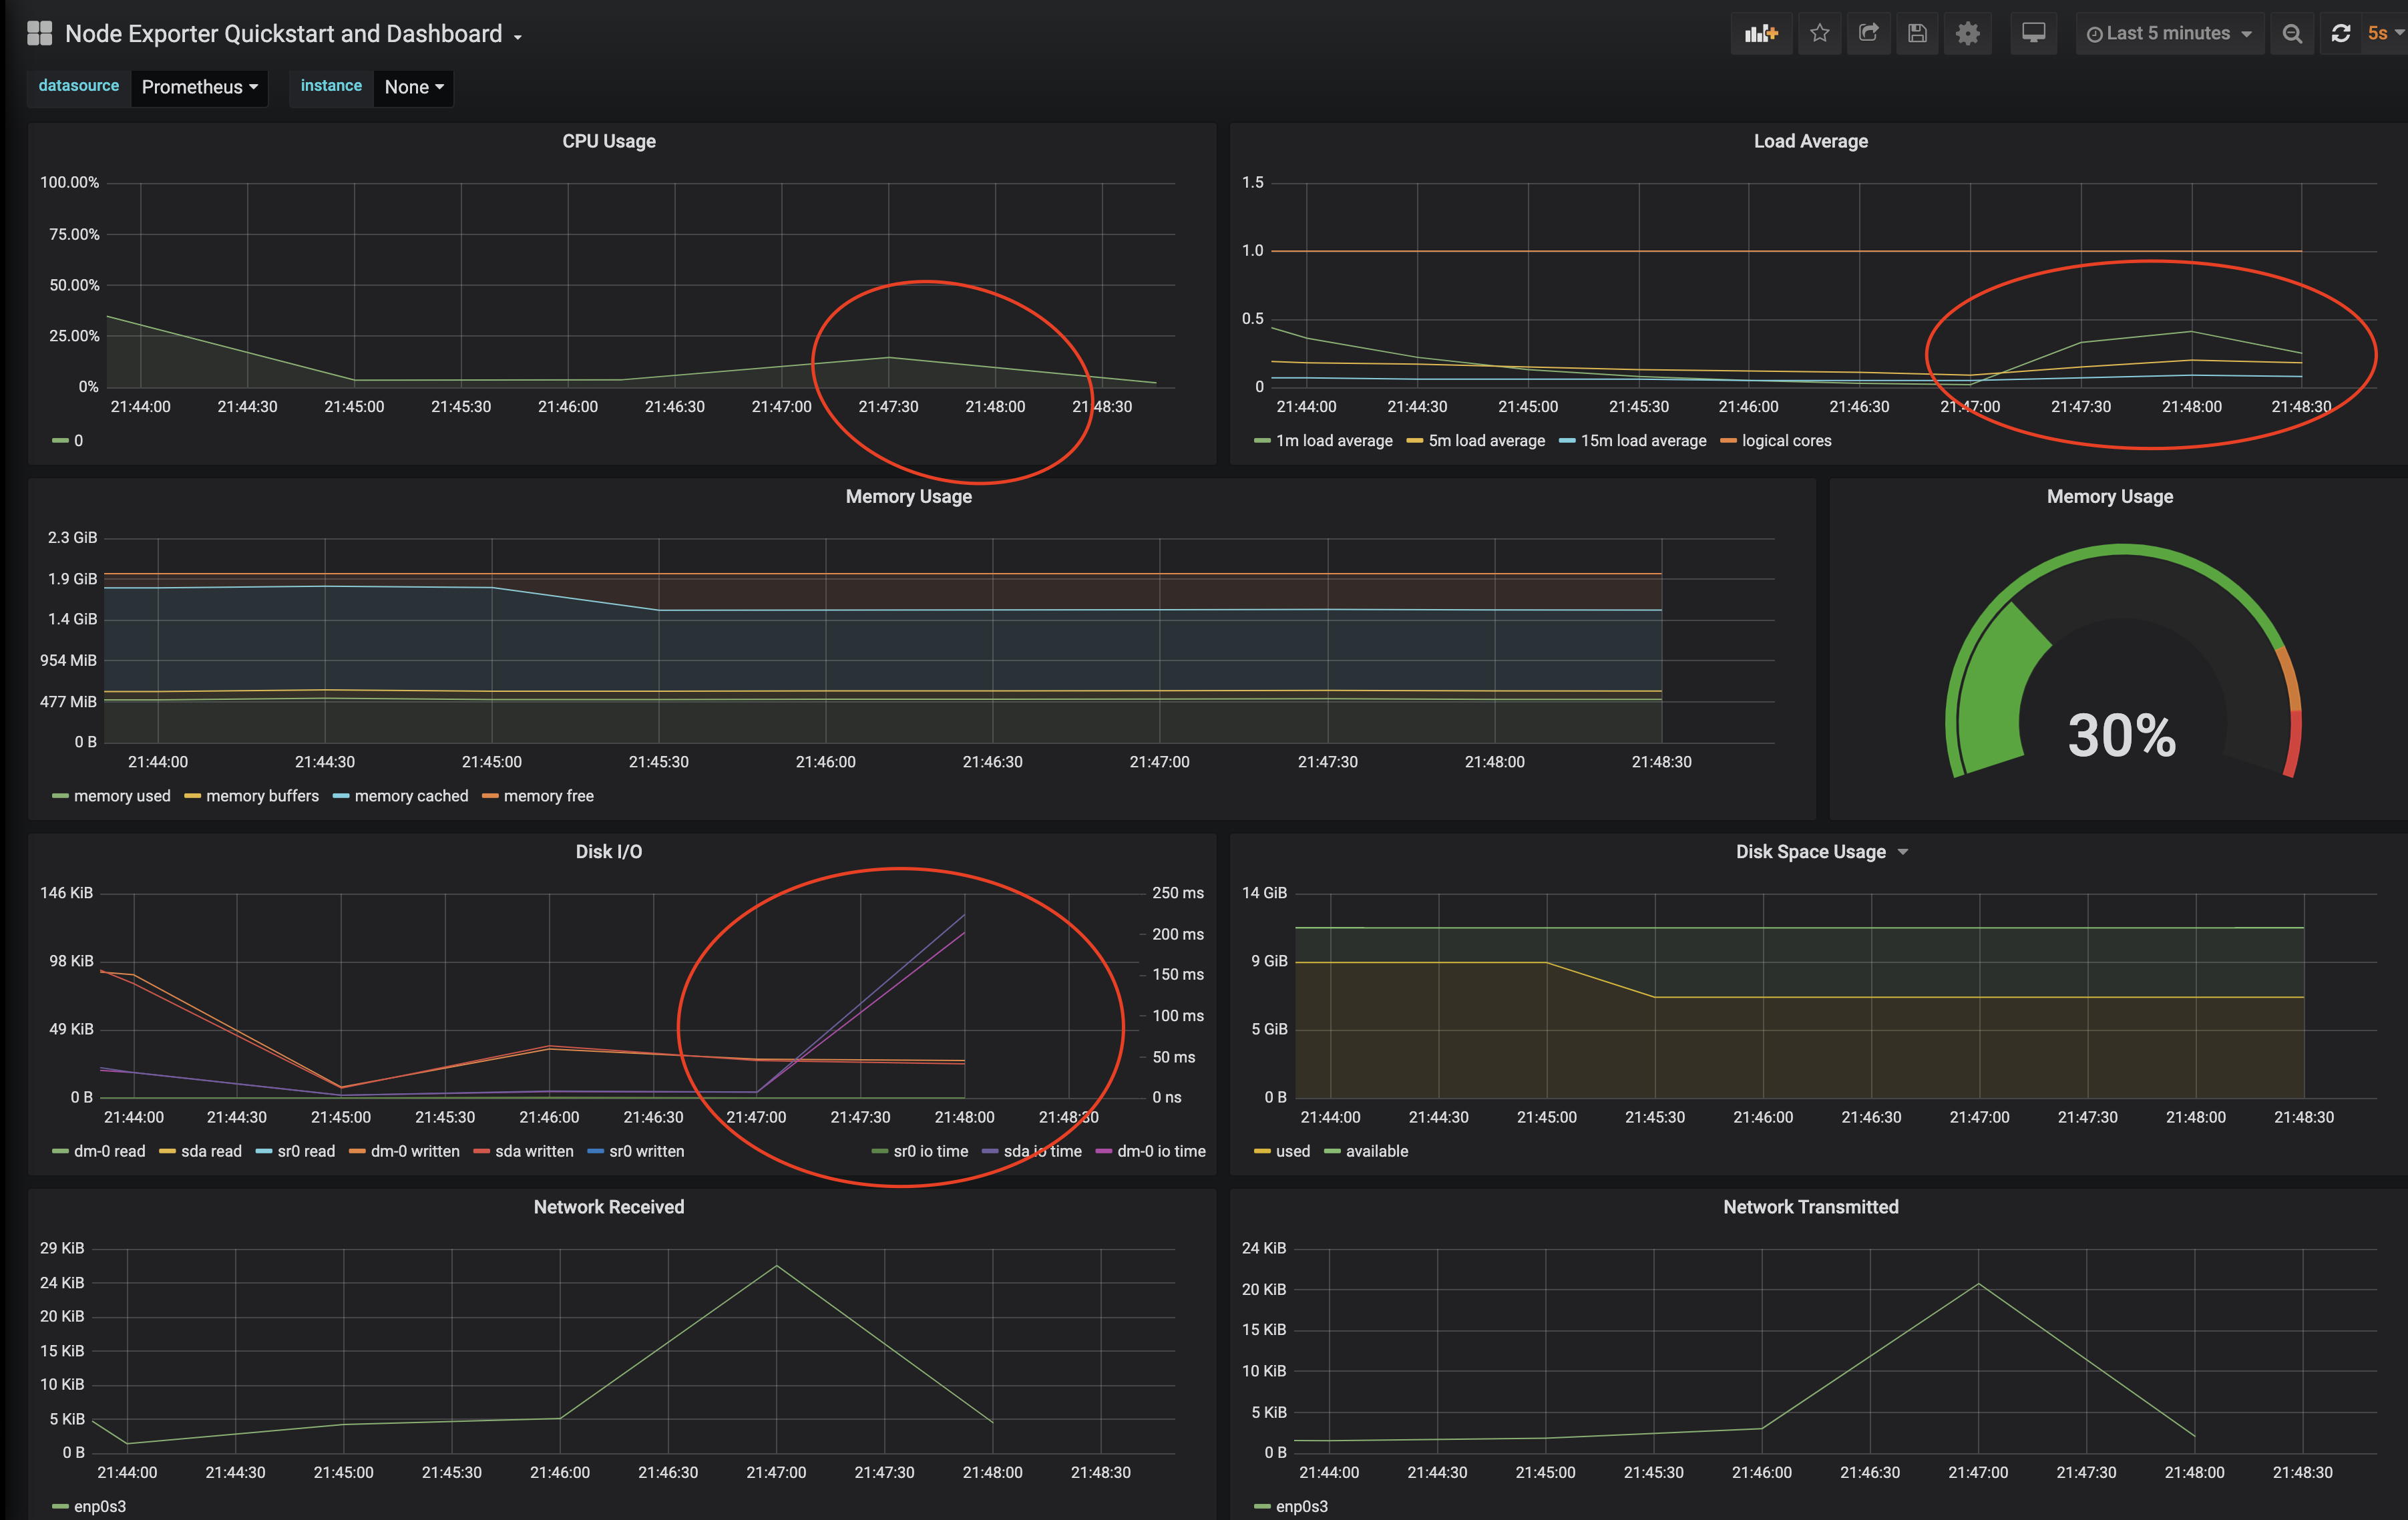 Node Exporter Quickstart and Dashboard
Last 5 minutes
5s
datasource Prometheus instance None
CPU Usage
100.00%
75.00%
50.00%
25.00%
0%
21:44:00 21:44:30 21:45:00 21:45:30 21:46:00 21:46:30 21:47:00 21:47:30 21:48:00 21:48:30
0
Load Average
1.5
1.0
0.5
0
21:44:00 21:44:30 21:45:00 21:45:30 21:46:00 21:46:30 21:47:00 21:47:30 21:48:00 21:48:30
1m load average 5m load average 15m load average logical cores
Memory Usage
2.3 GiB
1.9 GiB
1.4 GiB
954 MiB
477 MiB
0 B
21:44:00 21:44:30 21:45:00 21:45:30 21:46:00 21:46:30 21:47:00 21:47:30 21:48:00 21:48:30
memory used memory buffers memory cached memory free
Memory Usage
30%
Disk I/O
146 KiB
98 KiB
49 KiB
0 B
250 ms
200 ms
150 ms
100 ms
50 ms
0 ns
21:44:00 21:44:30 21:45:00 21:45:30 21:46:00 21:46:30 21:47:00 21:47:30 21:48:00 21:48:30
dm-0 read sda read sr0 read dm-0 written sda written sr0 written sr0 io time sda io time dm-0 io time
Disk Space Usage
14 GiB
9 GiB
5 GiB
0 B
21:44:00 21:44:30 21:45:00 21:45:30 21:46:00 21:46:30 21:47:00 21:47:30 21:48:00 21:48:30
used available
Network Received
29 KiB
24 KiB
20 KiB
15 KiB
10 KiB
5 KiB
0 B
21:44:00 21:44:30 21:45:00 21:45:30 21:46:00 21:46:30 21:47:00 21:47:30 21:48:00 21:48:30
enp0s3
Network Transmitted
24 KiB
20 KiB
15 KiB
10 KiB
5 KiB
0 B
21:44:00 21:44:30 21:45:00 21:45:30 21:46:00 21:46:30 21:47:00 21:47:30 21:48:00 21:48:30
enp0s3